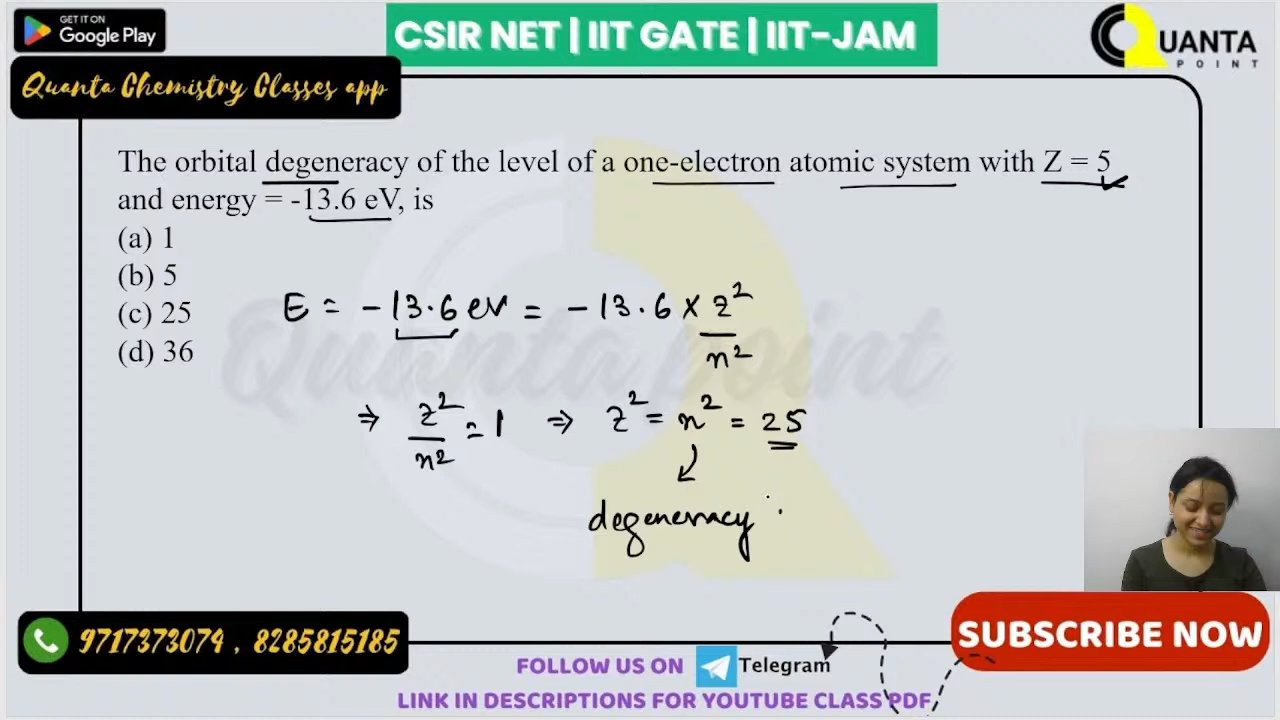 GET IT ON
Google Play
CSIR NET | IIT GATE | IIT-JAM
QUANTA
POINT
Quanta Chemistry Classes app
The orbital degeneracy of the level of a one-electron atomic system with Z = 5
and energy = -13.6 eV, is
(a) 1
(b) 5
(c) 25
(d) 36
E = -13.6 eV = -13.6 × Z²/n²
⇒ Z²/n² = 1 ⇒ Z² = n² = 25
degeneracy
Quanta point
9717373074 , 8285815185
SUBSCRIBE NOW
FOLLOW US ON Telegram
LINK IN DESCRIPTIONS FOR YOUTUBE CLASS PDF